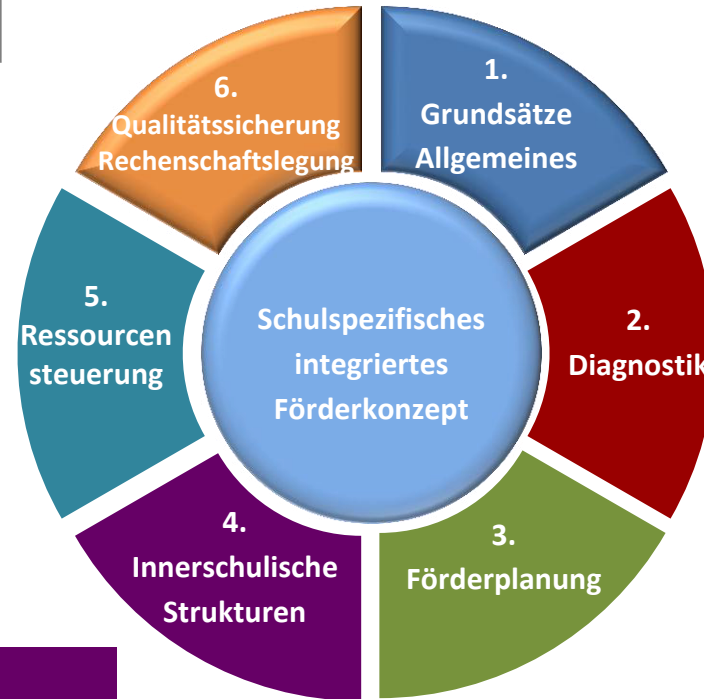 1.
Grundsätze
Allgemeines
2.
Diagnostik
3.
Förderplanung
4.
Innerschulische
Strukturen
5.
Ressourcen
steuerung
6.
Qualitätssicherung
Rechenschaftslegung
Schulspezifisches
integriertes
Förderkonzept